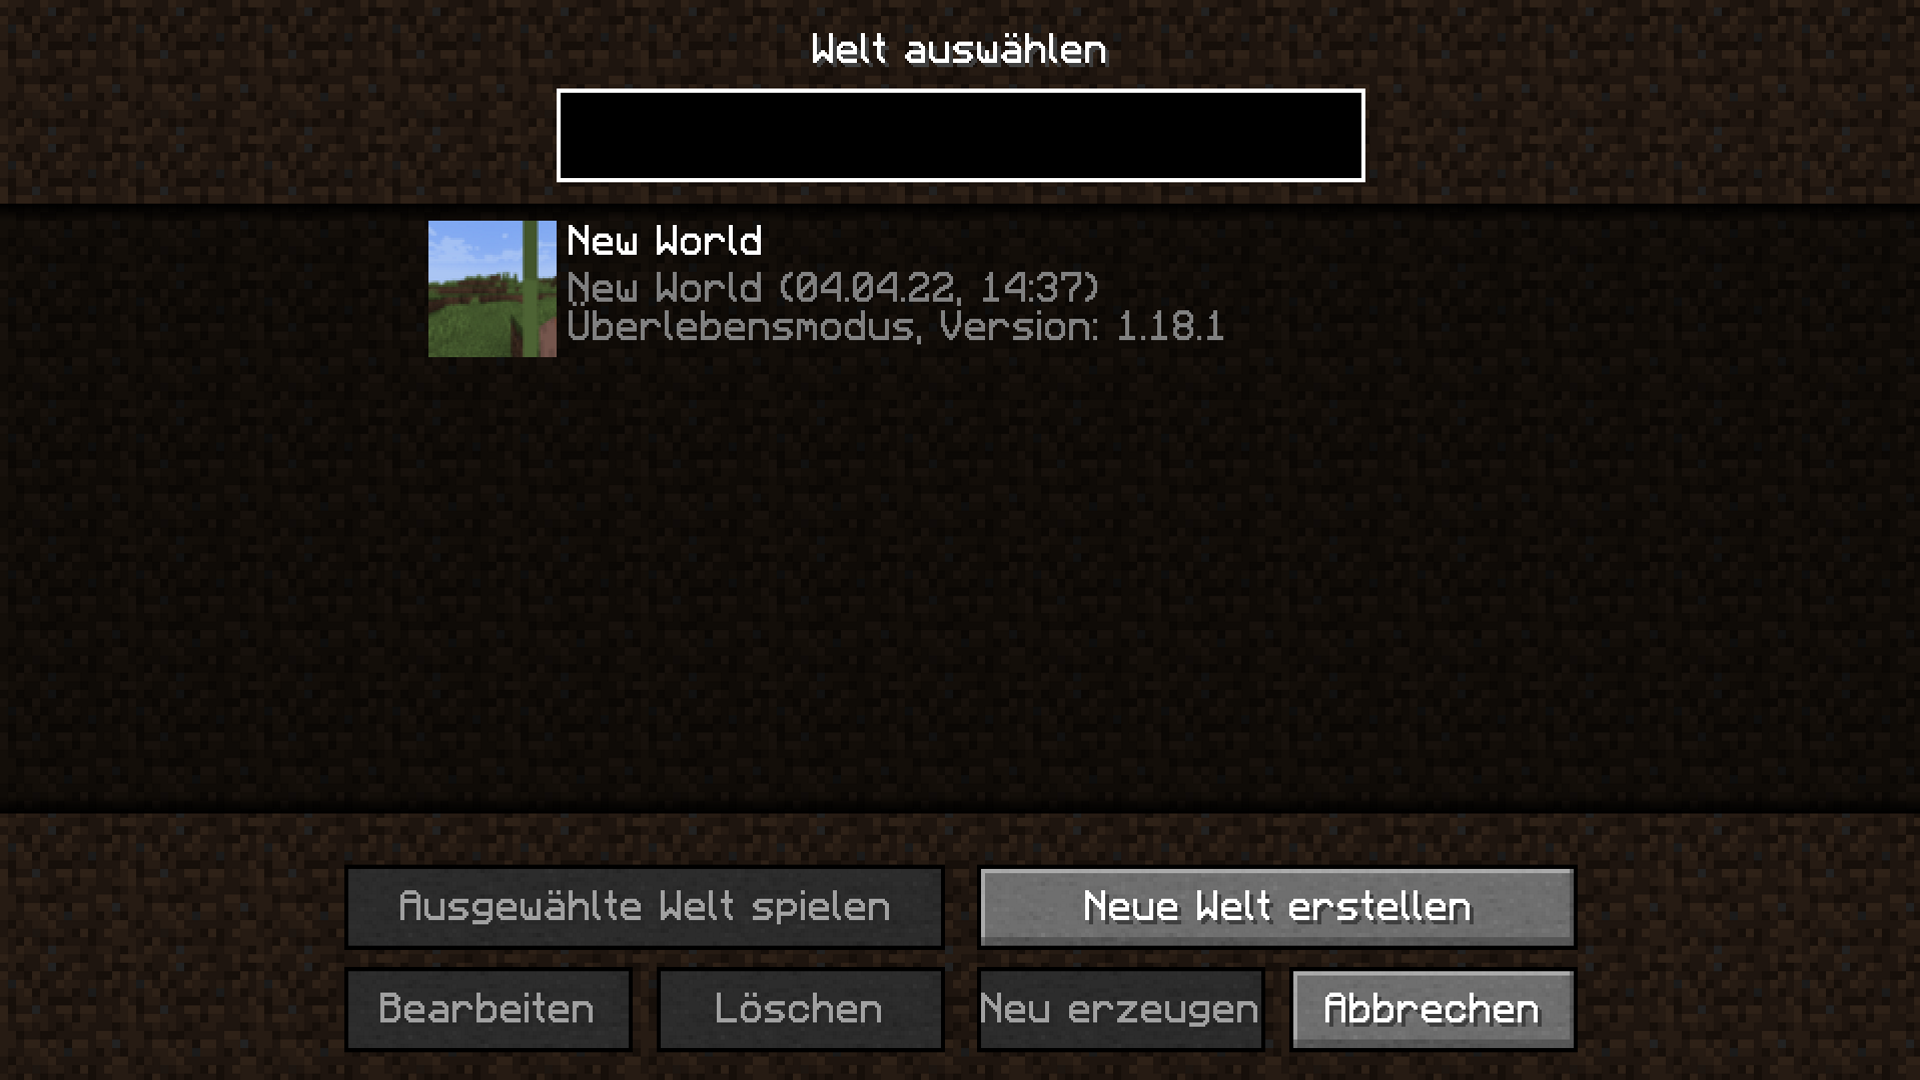 Welt auswählen
New World
New World (04.04.22, 14:37)
Überlebensmodus, Version: 1.18.1
Ausgewählte Welt spielen
Neue Welt erstellen
Bearbeiten
Löschen
Neu erzeugen
Abbrechen